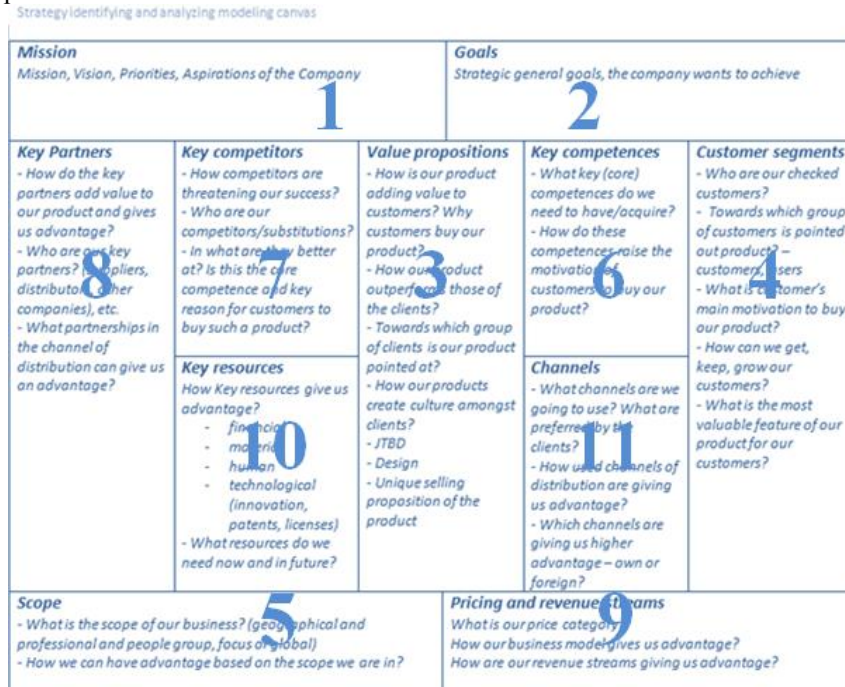 Strategy identifying and analyzing modeling canvas
Mission
Mission, Vision, Priorities, Aspirations of the Company
1
Goals
Strategic general goals, the company wants to achieve
2
Key Partners
- How do the key
partners add value to
our product and gives
us advantage?
- Who are our key
partners? (suppliers,
distributors, other
companies), etc.
- What partnerships in
the channel of
distribution can give us
an advantage?
8
Key competitors
- How competitors are
threatening our success?
- Who are our
competitors/substitutions?
- In what are they better
at? Is this the core
competence and key
reason for customers to
buy such a product?
7
Key resources
How Key resources give us
advantage?
- financial
- material
- human
- technological
(innovation,
patents, licenses)
- What resources do we
need now and in future?
10
Value propositions
- How is our product
adding value to
customers? Why
customers buy our
product?
- How our product
outperforms those of
the clients?
- Towards which group
of clients is our product
pointed at?
- How our products
create culture amongst
clients?
- JTBD
- Design
- Unique selling
proposition of the
product
3
Key competences
- What key (core)
competences do we
need to have/acquire?
- How do these
competences raise the
motivation of
customers to buy our
product?
6
Channels
- What channels are we
going to use? What are
preferred by the
clients?
- How used channels of
distribution are giving
us advantage?
- Which channels are
giving us higher
advantage – own or
foreign?
11
Customer segments
- Who are our checked
customers?
- Towards which group
of customers is pointed
out product? –
customers, users
- What is customer's
main motivation to buy
our product?
- How can we get,
keep, grow our
customers?
- What is the most
valuable feature of our
product for our
customers?
4
Scope
- What is the scope of our business? (geographical and
professional and people group, focus or global)
- How we can have advantage based on the scope we are in?
5
Pricing and revenue streams
What is our price category
How our business model gives us advantage?
How are our revenue streams giving us advantage?
9